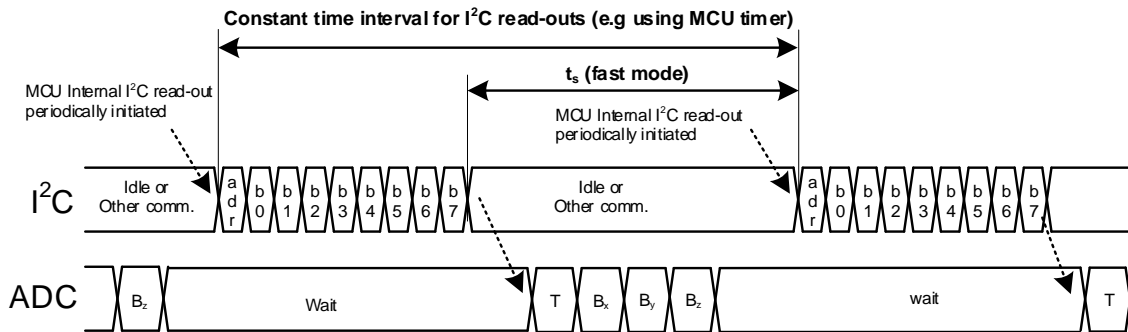 Constant time interval for I²C read-outs (e.g using MCU timer)
tₛ (fast mode)
MCU Internal I²C read-out
periodically initiated
MCU Internal I²C read-out
periodically initiated
I²C
Idle or
Other comm.
adr b0 b1 b2 b3 b4 b5 b6 b7
Idle or
Other comm.
adr b0 b1 b2 b3 b4 b5 b6 b7
ADC
B_z Wait T Bₓ B_y B_z wait T